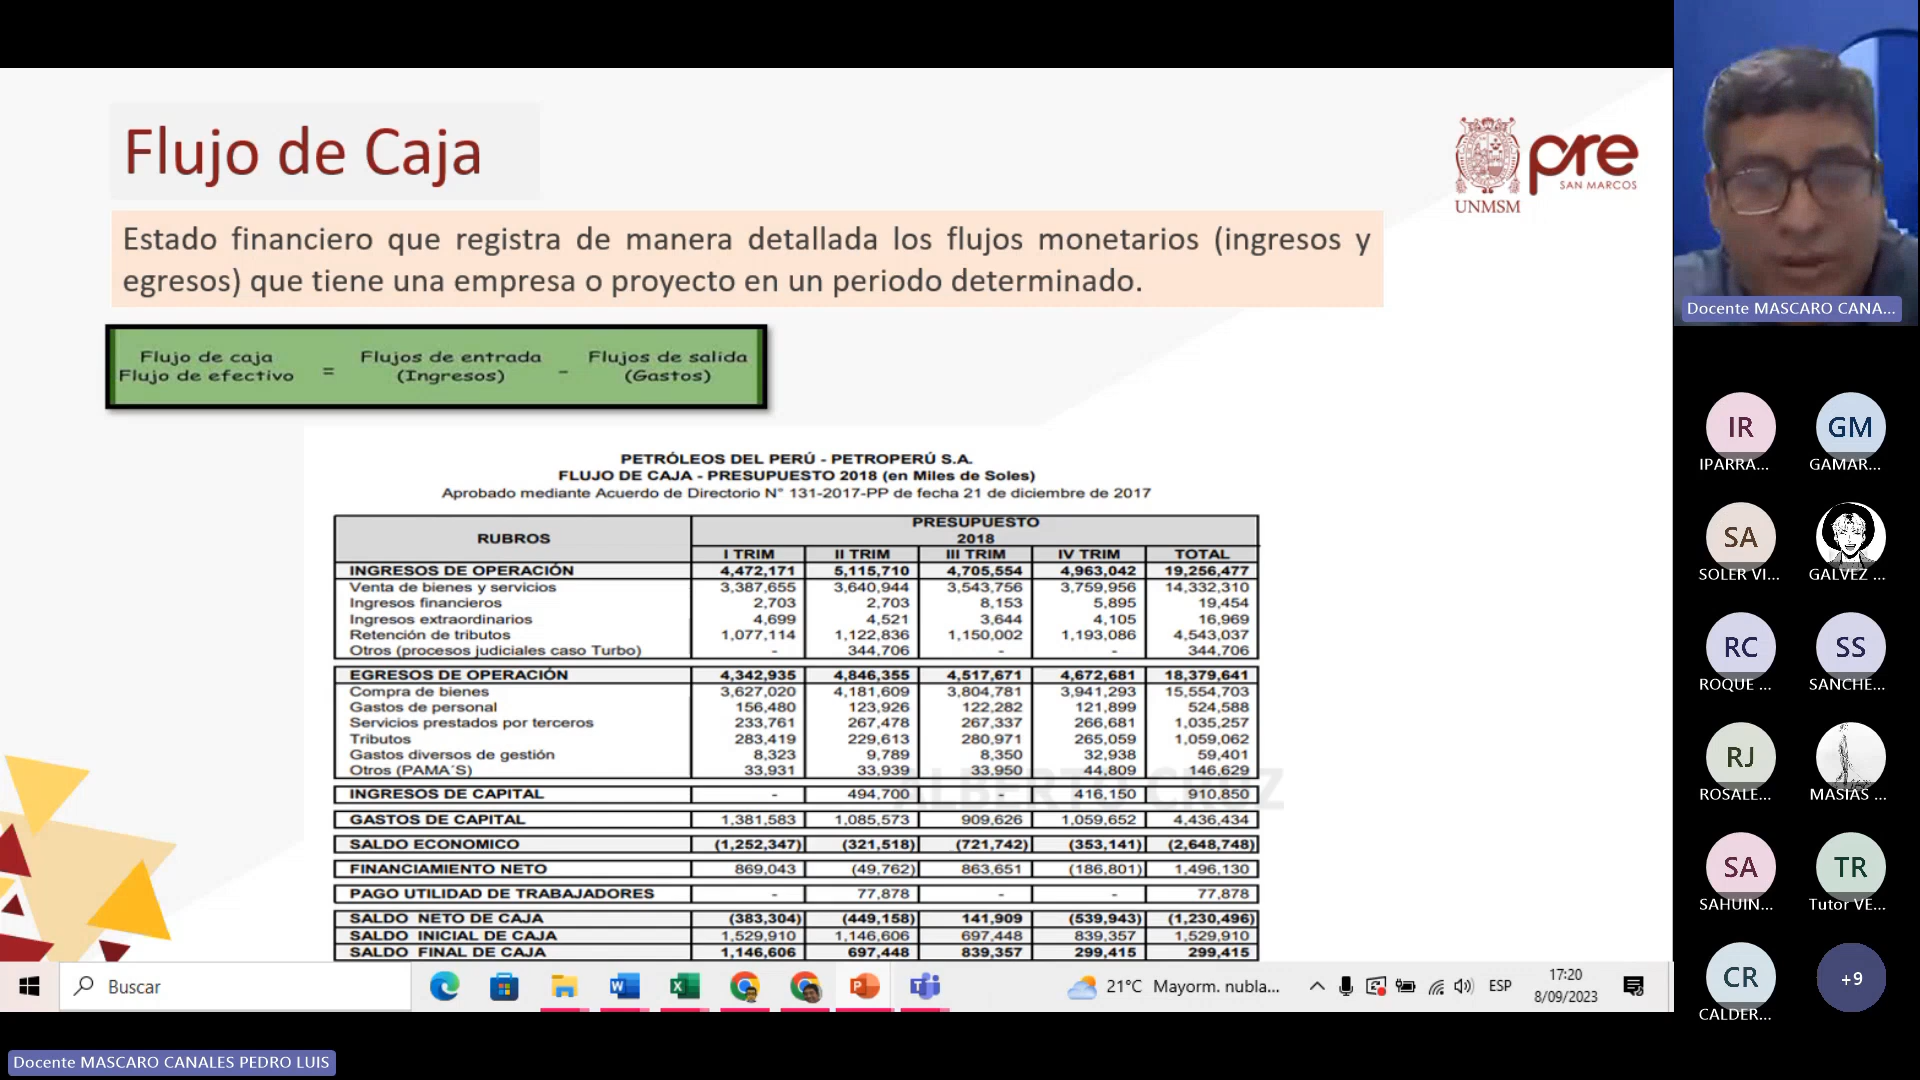 Flujo de Caja
UNMSM
pre
SAN MARCOS
Estado financiero que registra de manera detallada los flujos monetarios (ingresos y
egresos) que tiene una empresa o proyecto en un periodo determinado.
Flujo de caja
Flujo de efectivo = Flujos de entrada (Ingresos) - Flujos de salida (Gastos)
PETRÓLEOS DEL PERÚ - PETROPERÚ S.A.
FLUJO DE CAJA - PRESUPUESTO 2018 (en Miles de Soles)
Aprobado mediante Acuerdo de Directorio N° 131-2017-PP de fecha 21 de diciembre de 2017
RUBROS PRESUPUESTO
2018
I TRIM II TRIM III TRIM IV TRIM TOTAL
INGRESOS DE OPERACIÓN 4,472,171 5,115,710 4,705,554 4,963,042 19,256,477
Venta de bienes y servicios 3,387,655 3,640,944 3,543,756 3,759,956 14,332,310
Ingresos financieros 2,703 2,703 8,153 5,895 19,454
Ingresos extraordinarios 4,699 4,521 3,644 4,105 16,969
Retención de tributos 1,077,114 1,122,836 1,150,002 1,193,086 4,543,037
Otros (procesos judiciales caso Turbo) - 344,706 - - 344,706
EGRESOS DE OPERACIÓN 4,342,935 4,846,355 4,517,671 4,672,681 18,379,641
Compra de bienes 3,627,020 4,181,609 3,804,781 3,941,293 15,554,703
Gastos de personal 156,480 123,926 122,282 121,899 524,588
Servicios prestados por terceros 233,761 267,478 267,337 266,681 1,035,257
Tributos 283,419 229,613 280,971 265,059 1,059,062
Gastos diversos de gestión 8,323 9,789 8,350 32,938 59,401
Otros (PAMA´S) 33,931 33,939 33,950 44,809 146,629
INGRESOS DE CAPITAL - 494,700 - 416,150 910,850
GASTOS DE CAPITAL 1,381,583 1,085,573 909,626 1,059,652 4,436,434
SALDO ECONOMICO (1,252,347) (321,518) (721,742) (353,141) (2,648,748)
FINANCIAMIENTO NETO 869,043 (49,762) 863,651 (186,801) 1,496,130
PAGO UTILIDAD DE TRABAJADORES - 77,878 - - 77,878
SALDO NETO DE CAJA (383,304) (449,158) 141,909 (539,943) (1,230,496)
SALDO INICIAL DE CAJA 1,529,910 1,146,606 697,448 839,357 1,529,910
SALDO FINAL DE CAJA 1,146,606 697,448 839,357 299,415 299,415
ALBERTO CRUZ
Buscar
21°C Mayorm. nubla...
ESP
17:20
8/09/2023
Docente MASCARO CANALES PEDRO LUIS
Docente MASCARO CANA...
IR GM
IPARRA... GAMAR...
SA
SOLER VI... GALVEZ ...
RC SS
ROQUE ... SANCHE...
RJ
ROSALE... MASIAS ...
SA TR
SAHUIN... Tutor VE...
CR +9
CALDER...